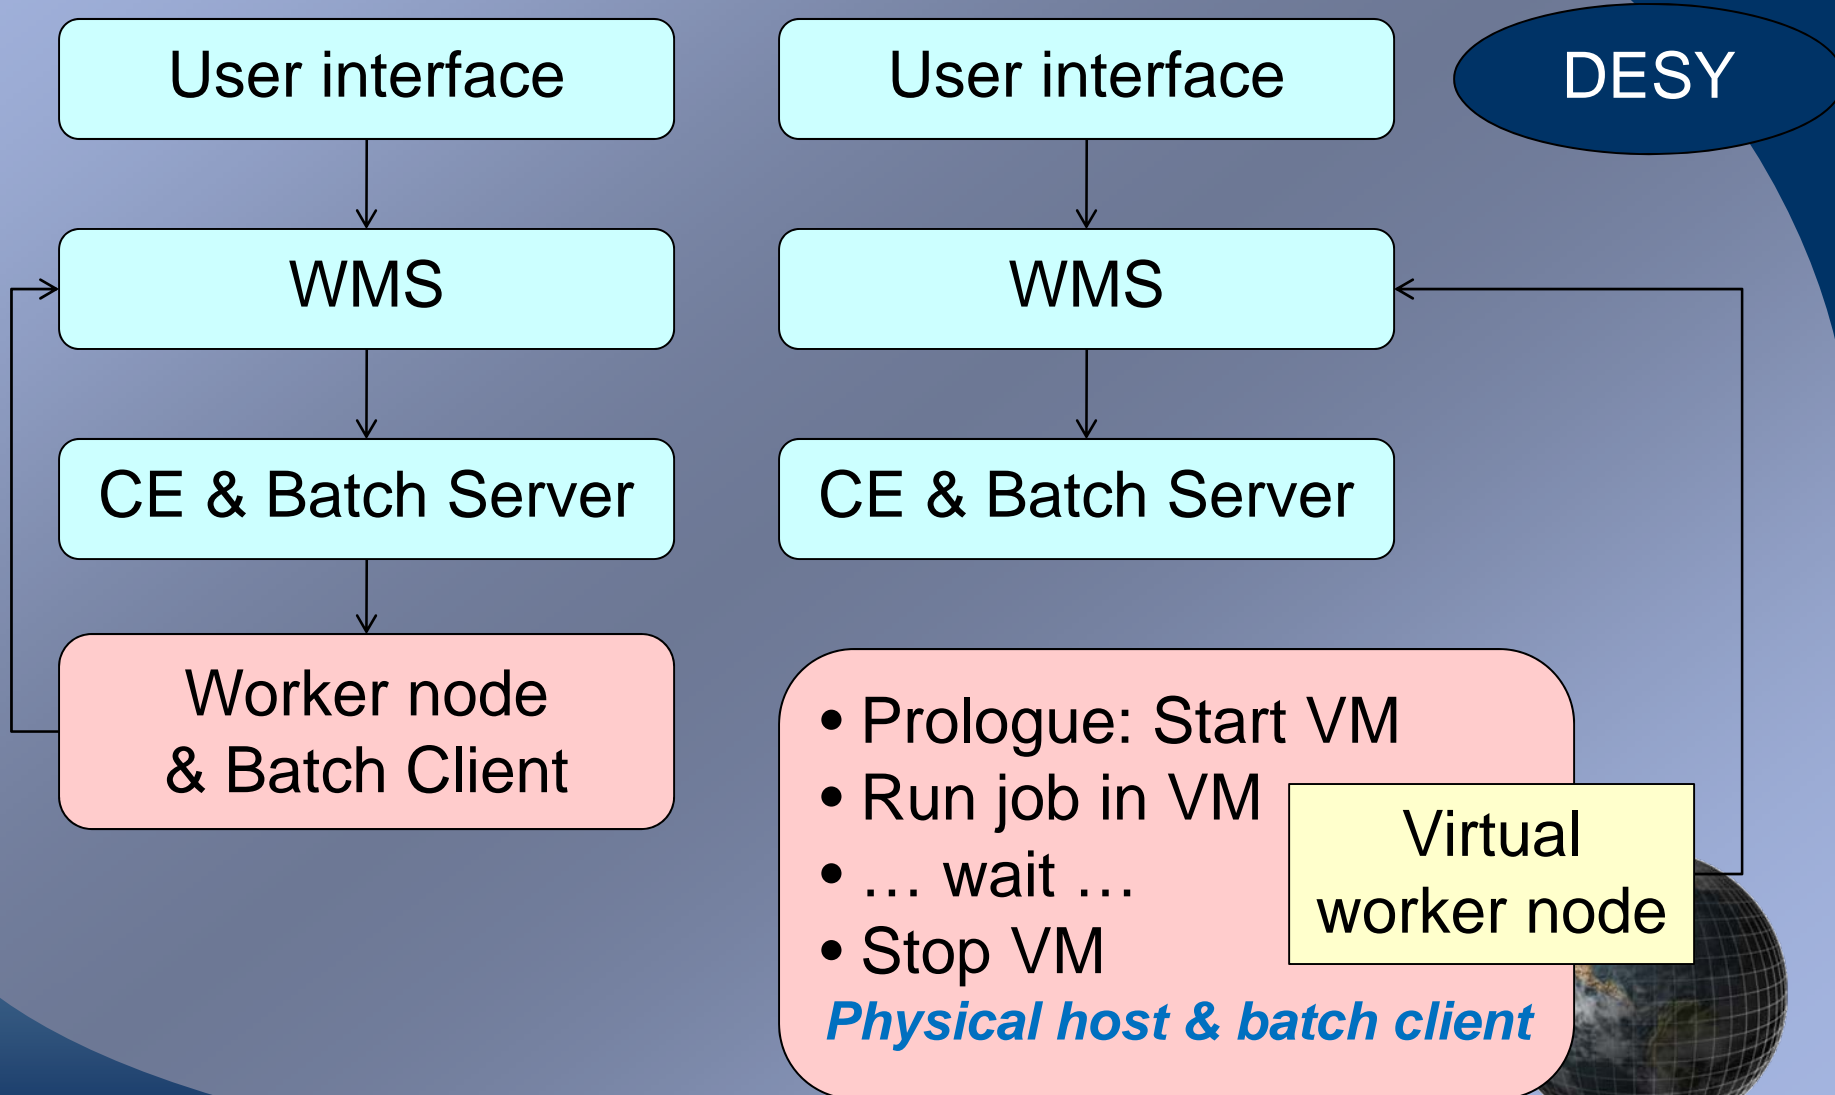 User interface
WMS
CE & Batch Server
Worker node
& Batch Client
User interface
WMS
CE & Batch Server
• Prologue: Start VM
• Run job in VM
• … wait …
• Stop VM
Physical host & batch client
Virtual
worker node
DESY